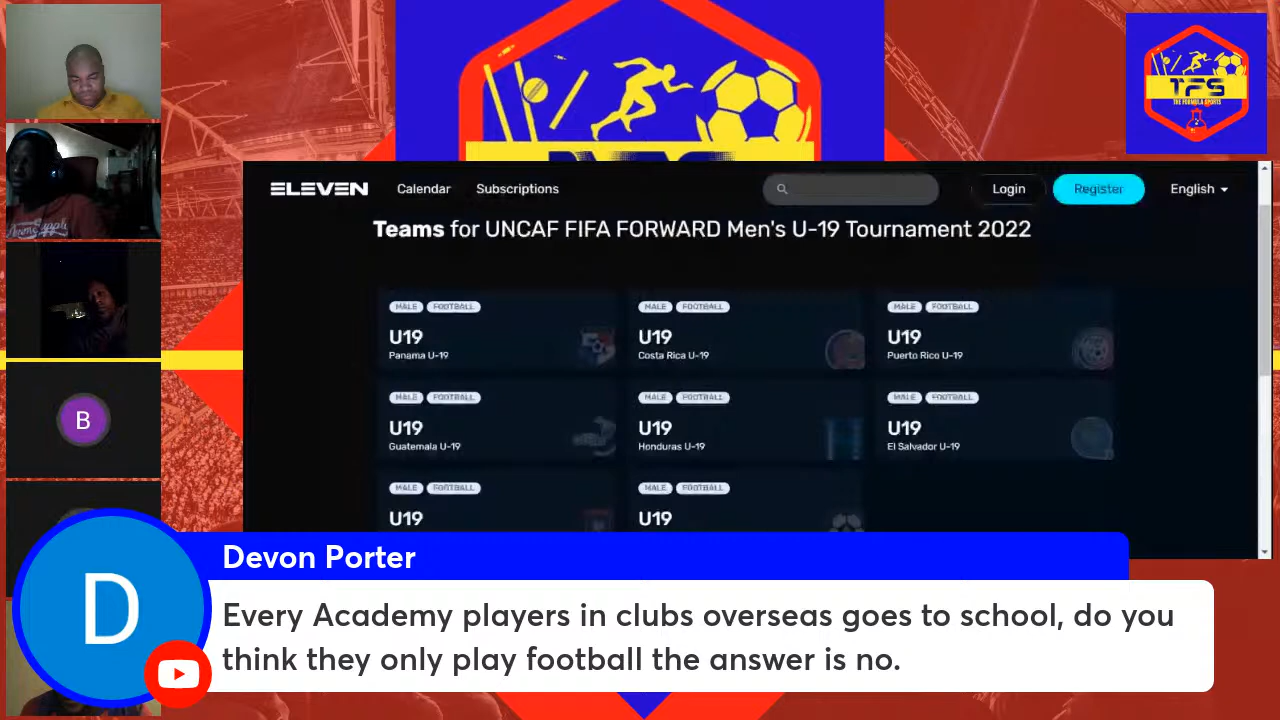 TFS
THE FORMULA SPORTS
ELEVEN Calendar Subscriptions Login Register English
Teams for UNCAF FIFA FORWARD Men's U-19 Tournament 2022
MALE FOOTBALL MALE FOOTBALL MALE FOOTBALL
U19 U19 U19
Panama U-19 Costa Rica U-19 Puerto Rico U-19
MALE FOOTBALL MALE FOOTBALL MALE FOOTBALL
U19 U19 U19
Guatemala U-19 Honduras U-19 El Salvador U-19
MALE FOOTBALL MALE FOOTBALL
U19 U19
B
D
Devon Porter
Every Academy players in clubs overseas goes to school, do you
think they only play football the answer is no.